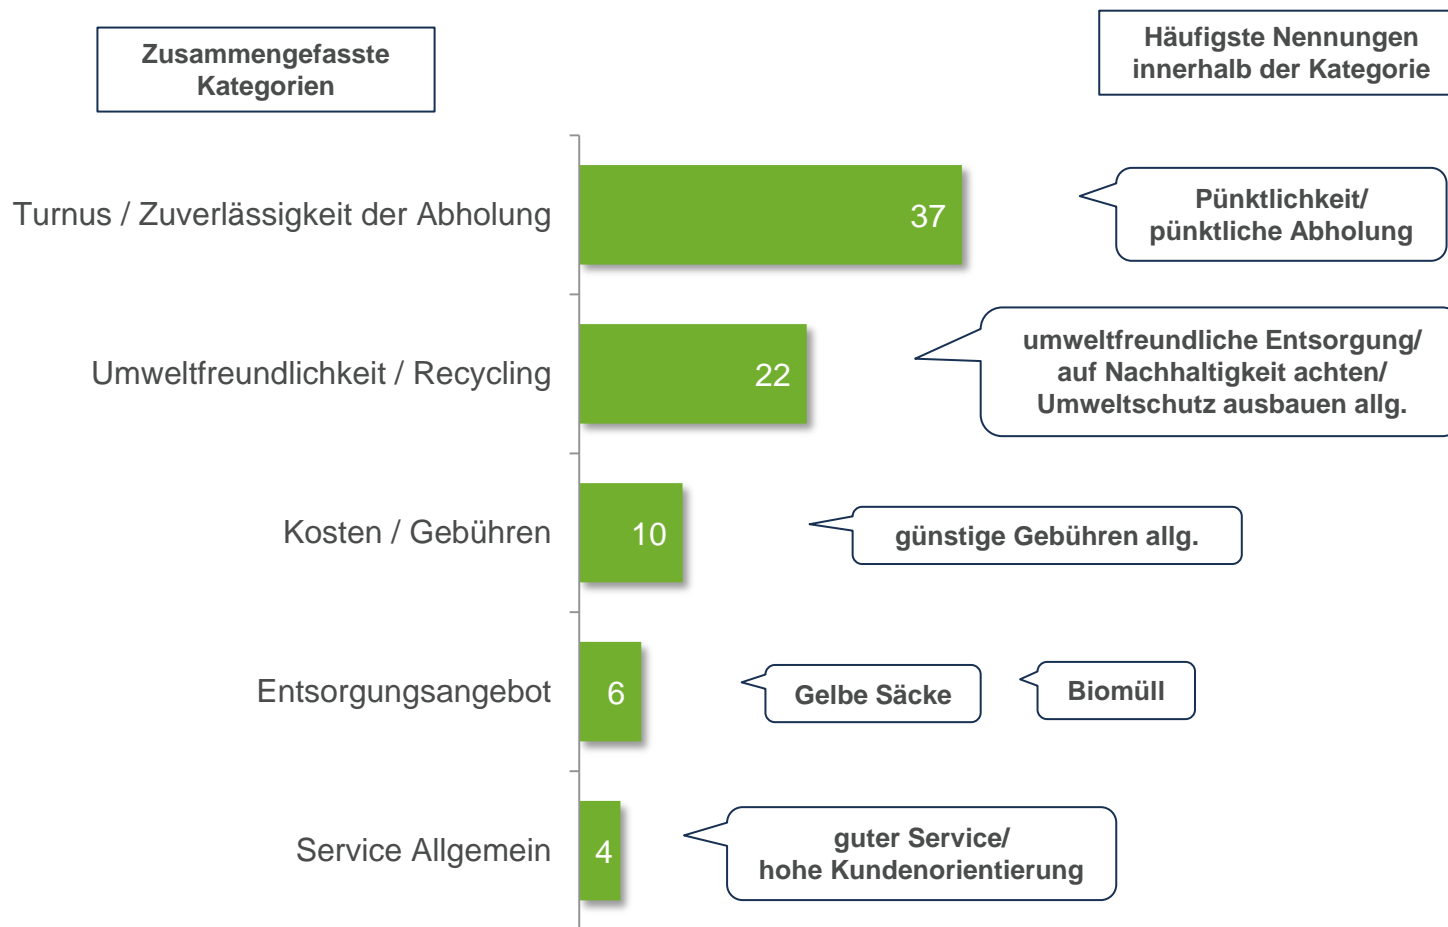 Zusammengefasste
Kategorien
Häufigste Nennungen
innerhalb der Kategorie
Turnus / Zuverlässigkeit der Abholung
37
Pünktlichkeit/
pünktliche Abholung
Umweltfreundlichkeit / Recycling
22
umweltfreundliche Entsorgung/
auf Nachhaltigkeit achten/
Umweltschutz ausbauen allg.
Kosten / Gebühren
10
günstige Gebühren allg.
Entsorgungsangebot
6
Gelbe Säcke
Biomüll
Service Allgemein
4
guter Service/
hohe Kundenorientierung